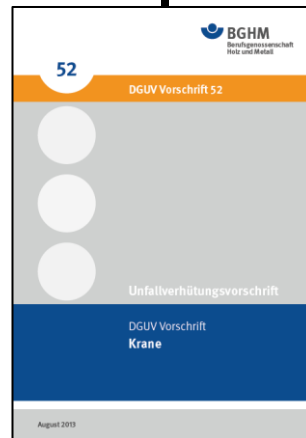 BGHM
Berufsgenossenschaft
Holz und Metall
52
DGUV Vorschrift 52
Unfallverhütungsvorschrift
DGUV Vorschrift
Krane
August 2013